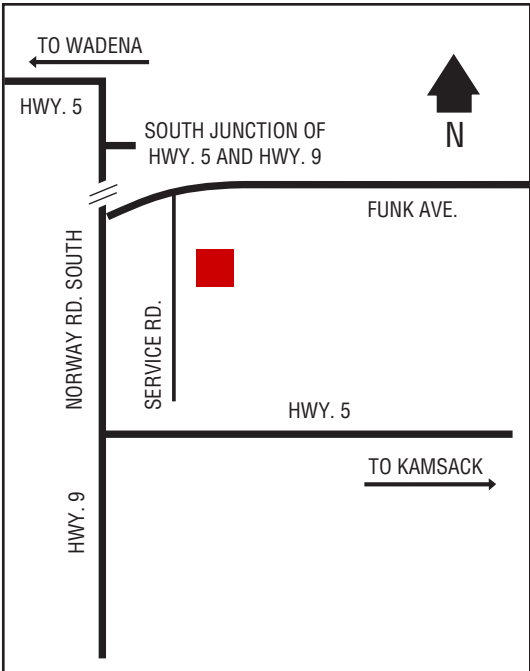 TO WADENA
HWY. 5
SOUTH JUNCTION OF
HWY. 5 AND HWY. 9
N
FUNK AVE.
NORWAY RD. SOUTH
SERVICE RD.
HWY. 5
TO KAMSACK
HWY. 9